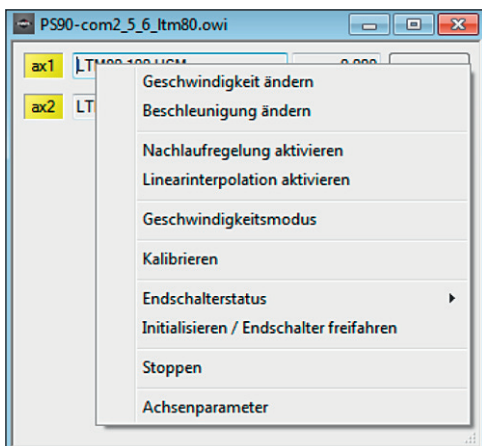 PS90-com2_5_6_ltm80.owi
ax1
ax2 LT
Geschwindigkeit ändern
Beschleunigung ändern
Nachlaufregelung aktivieren
Linearinterpolation aktivieren
Geschwindigkeitsmodus
Kalibrieren
Endschalterstatus
Initialisieren / Endschalter freifahren
Stoppen
Achsenparameter